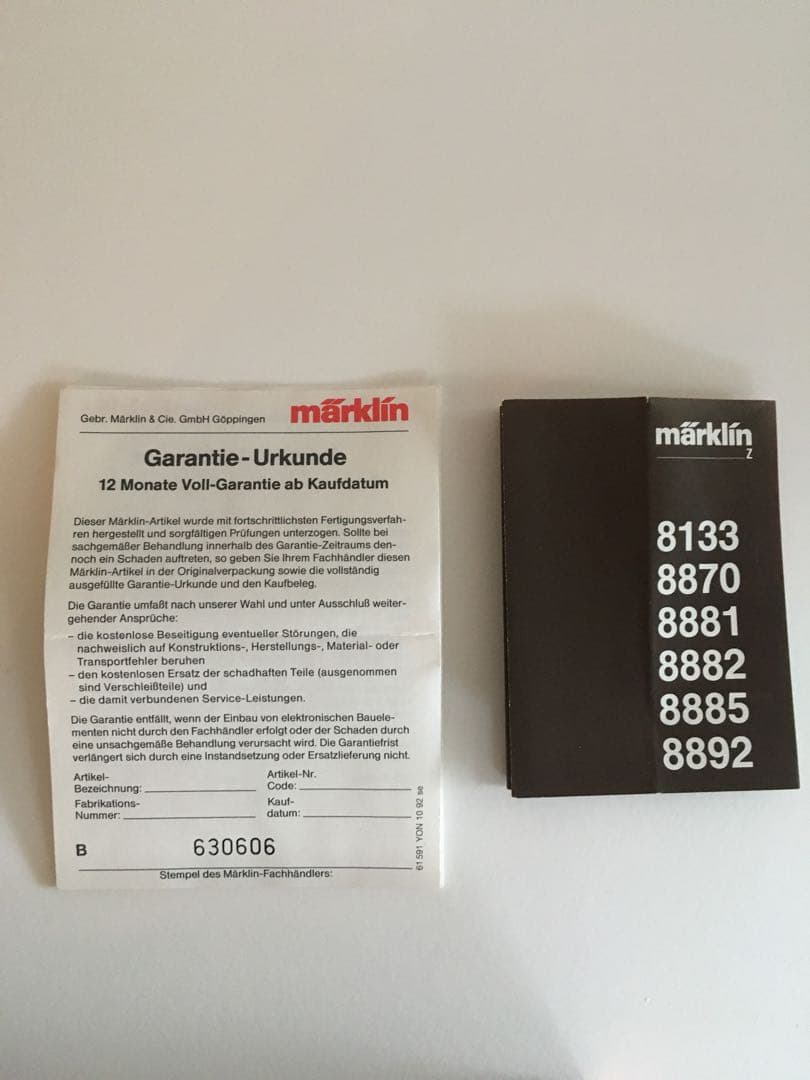 Gebr. Märklin & Cie. GmbH Göppingen märklin
Garantie-Urkunde
12 Monate Voll-Garantie ab Kaufdatum
Dieser Märklin-Artikel wurde mit fortschrittlichsten Fertigungsverfah-
ren hergestellt und sorgfältigen Prüfungen unterzogen. Sollte bei
sachgemäßer Behandlung innerhalb des Garantie-Zeitraums den-
noch ein Schaden auftreten, so geben Sie Ihrem Fachhändler diesen
Märklin-Artikel in der Originalverpackung sowie die vollständig
ausgefüllte Garantie-Urkunde und den Kaufbeleg.
Die Garantie umfaßt nach unserer Wahl und unter Ausschluß weiter-
gehender Ansprüche:
– die kostenlose Beseitigung eventueller Störungen, die
nachweislich auf Konstruktions-, Herstellungs-, Material- oder
Transportfehler beruhen
– den kostenlosen Ersatz der schadhaften Teile (ausgenommen
sind Verschleißteile) und
– die damit verbundenen Service-Leistungen.
Die Garantie entfällt, wenn der Einbau von elektronischen Bauele-
menten nicht durch den Fachhändler erfolgt oder der Schaden durch
eine unsachgemäße Behandlung verursacht wird. Die Garantiefrist
verlängert sich durch eine Instandsetzung oder Ersatzlieferung nicht.
Artikel- Artikel-Nr.
Bezeichnung: Code:
Fabrikations- Kauf-
Nummer: datum:
B 630606
Stempel des Märklin-Fachhändlers:
61 591 YON 10 92 se
märklin
Z
8133
8870
8881
8882
8885
8892